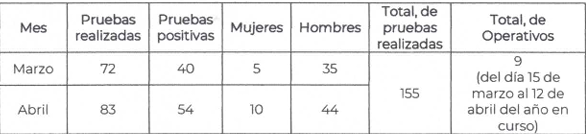 Mes
Pruebas realizadas
Pruebas positivas
Mujeres
Hombres
Total, de pruebas realizadas
Total, de Operativos
Marzo
72
40
5
35
155
9
(del día 15 de
marzo al 12 de
abril del año en
curso)
Abril
83
54
10
44